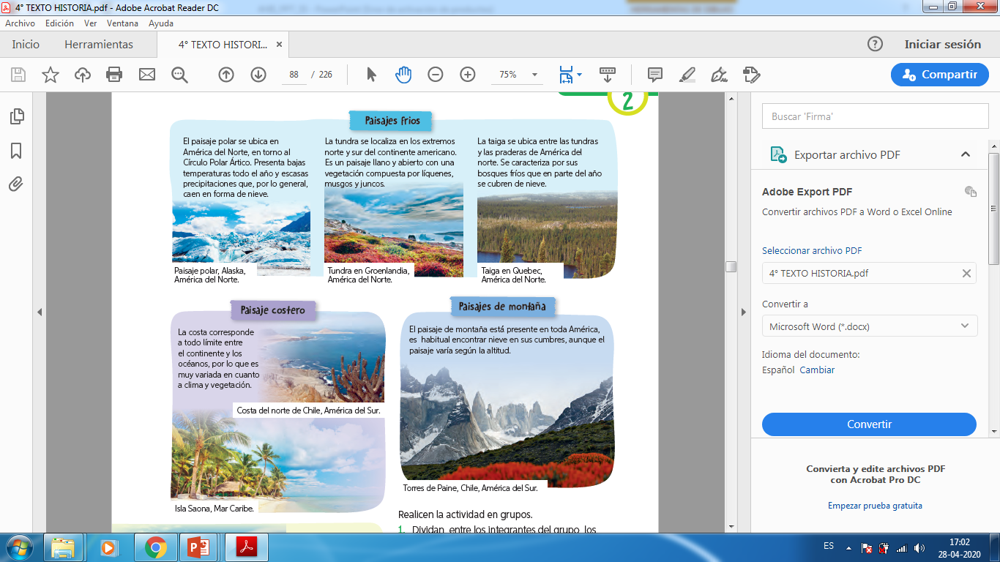 4° TEXTO HISTORIA.pdf - Adobe Acrobat Reader DC
Archivo Edición Ver Ventana Ayuda
Inicio Herramientas 4° TEXTO HISTORI... Iniciar sesión
88 / 226 75% Compartir
2
Paisajes fríos
El paisaje polar se ubica en
América del Norte, en torno al
Círculo Polar Ártico. Presenta bajas
temperaturas todo el año y escasas
precipitaciones que, por lo general,
caen en forma de nieve.
Paisaje polar, Alaska,
América del Norte.
La tundra se localiza en los extremos
norte y sur del continente americano.
Es un paisaje llano y abierto con una
vegetación compuesta por líquenes,
musgos y juncos.
Tundra en Groenlandia,
América del Norte.
La taiga se ubica entre las tundras
y las praderas de América del
norte. Se caracteriza por sus
bosques fríos que en parte del año
se cubren de nieve.
Taiga en Quebec,
América del Norte.
Paisaje costero
La costa corresponde
a todo límite entre
el continente y los
océanos, por lo que es
muy variada en cuanto
a clima y vegetación.
Costa del norte de Chile, América del Sur.
Isla Saona, Mar Caribe.
Paisajes de montaña
El paisaje de montaña está presente en toda América,
es habitual encontrar nieve en sus cumbres, aunque el
paisaje varía según la altitud.
Torres de Paine, Chile, América del Sur.
Realicen la actividad en grupos.
1. Dividan, entre los integrantes del grupo, los
Buscar 'Firma'
Exportar archivo PDF
Adobe Export PDF
Convertir archivos PDF a Word o Excel Online
Seleccionar archivo PDF
4° TEXTO HISTORIA.pdf
Convertir a
Microsoft Word (*.docx)
Idioma del documento:
Español Cambiar
Convertir
Convierta y edite archivos PDF
con Acrobat Pro DC
Empezar prueba gratuita
ES
17:02
28-04-2020